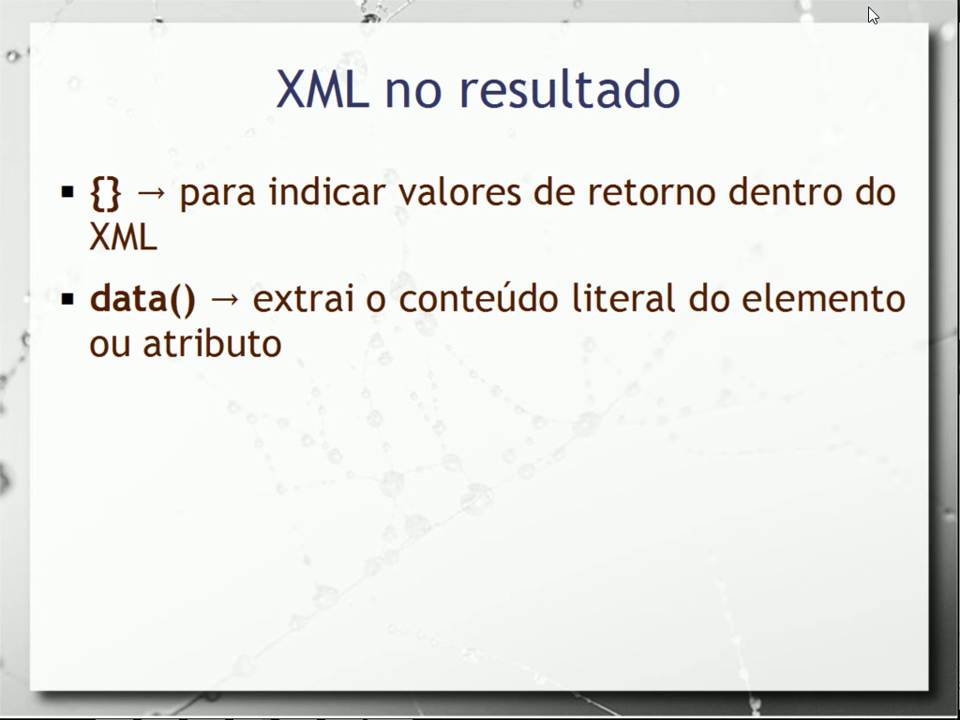 XML no resultado
▪ {} → para indicar valores de retorno dentro do
XML
▪ data() → extrai o conteúdo literal do elemento
ou atributo